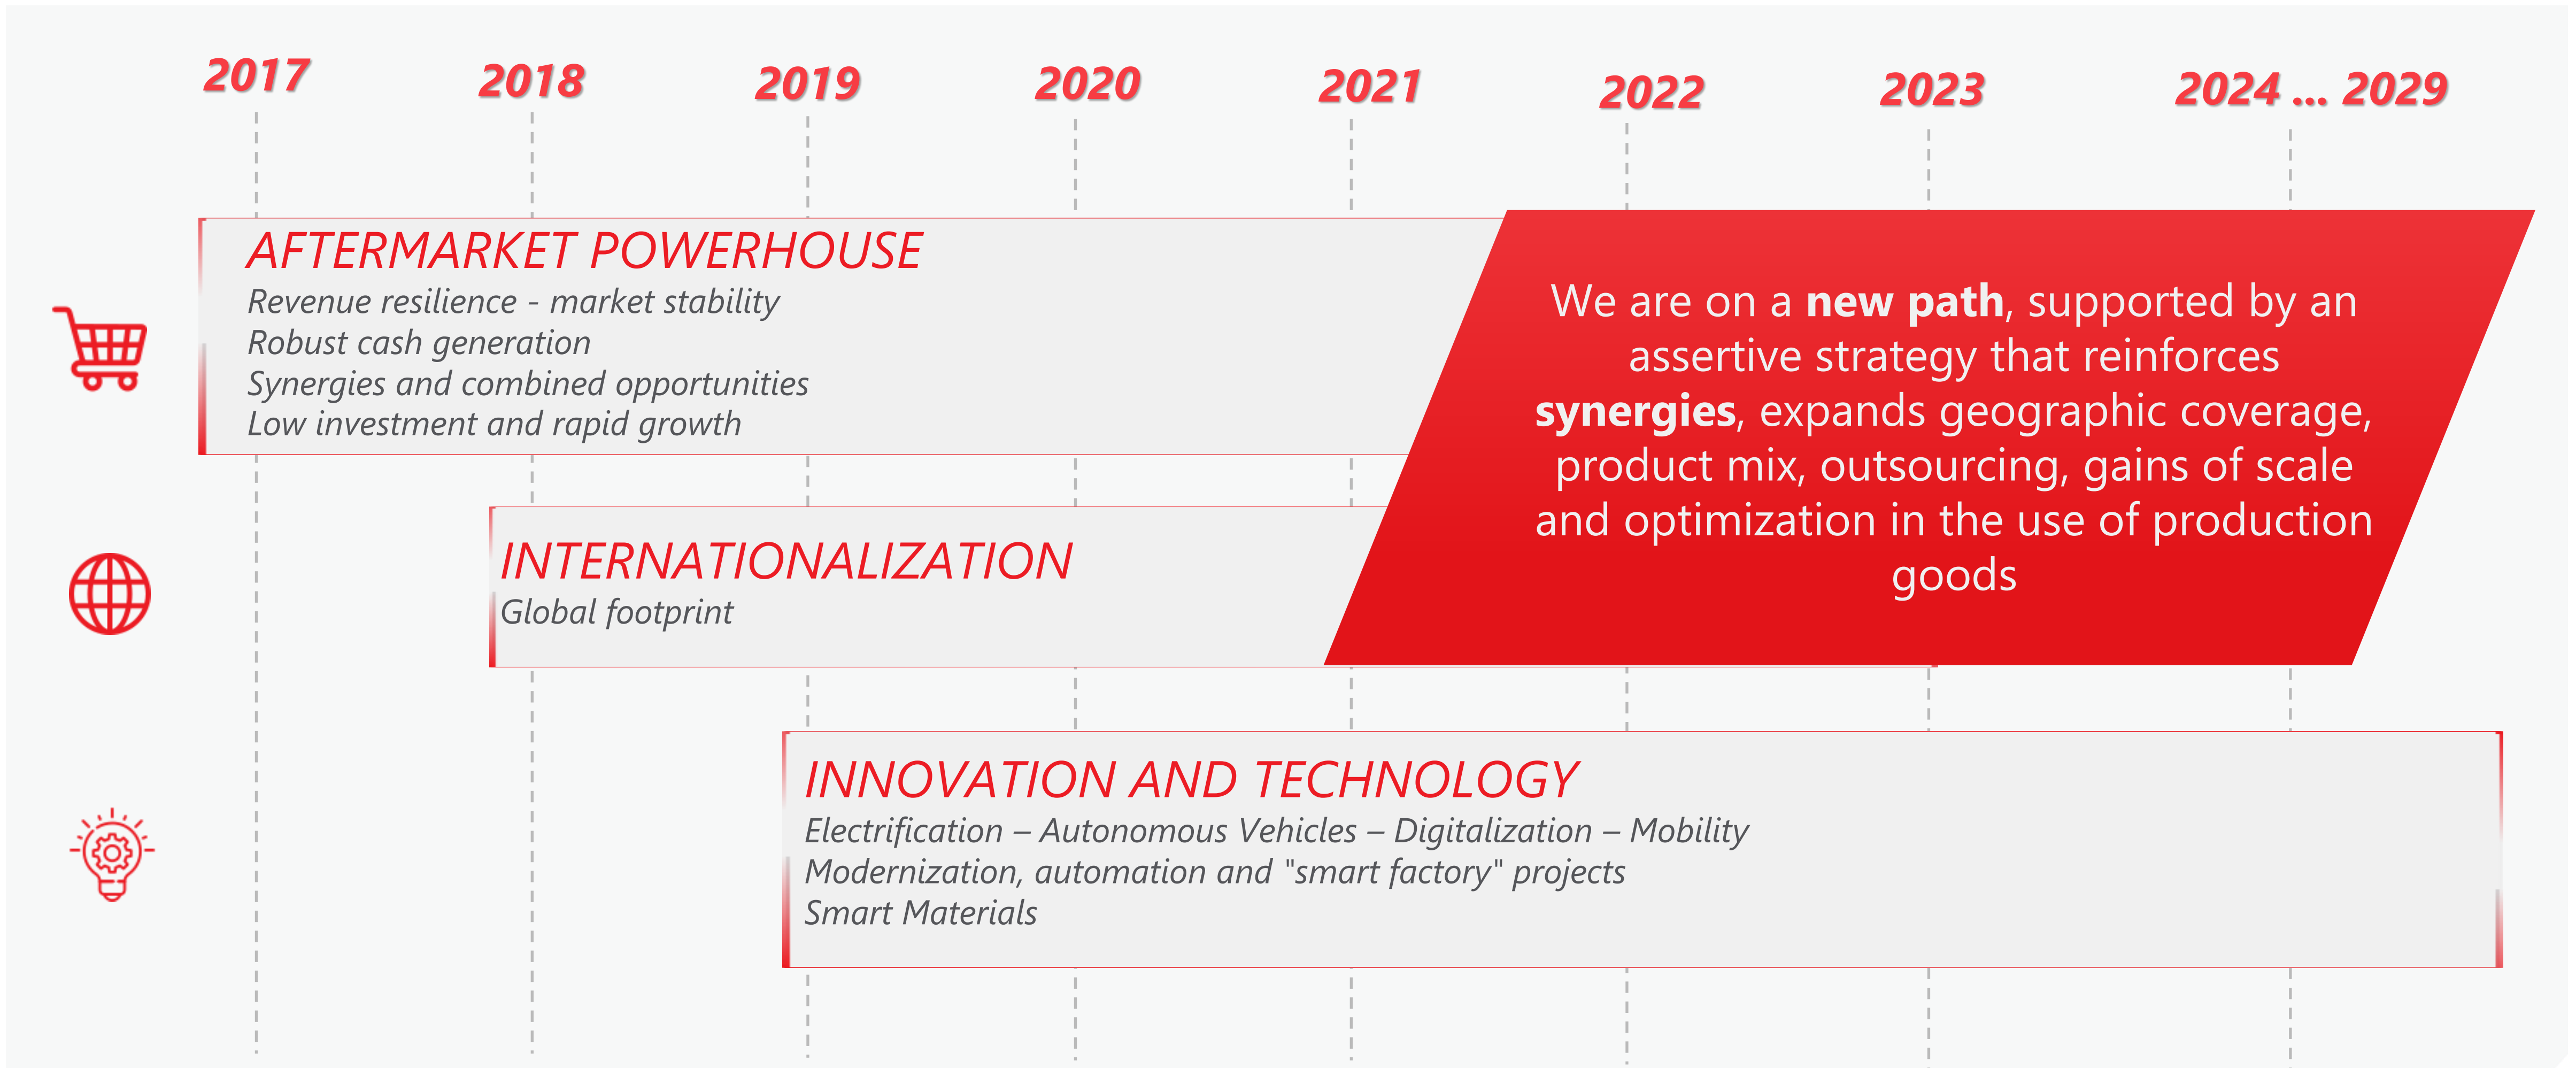 2017 2018 2019 2020 2021 2022 2023 2024 ... 2029
AFTERMARKET POWERHOUSE
Revenue resilience - market stability
Robust cash generation
Synergies and combined opportunities
Low investment and rapid growth
We are on a new path, supported by an
assertive strategy that reinforces
synergies, expands geographic coverage,
product mix, outsourcing, gains of scale
and optimization in the use of production
goods
INTERNATIONALIZATION
Global footprint
INNOVATION AND TECHNOLOGY
Electrification – Autonomous Vehicles – Digitalization – Mobility
Modernization, automation and "smart factory" projects
Smart Materials